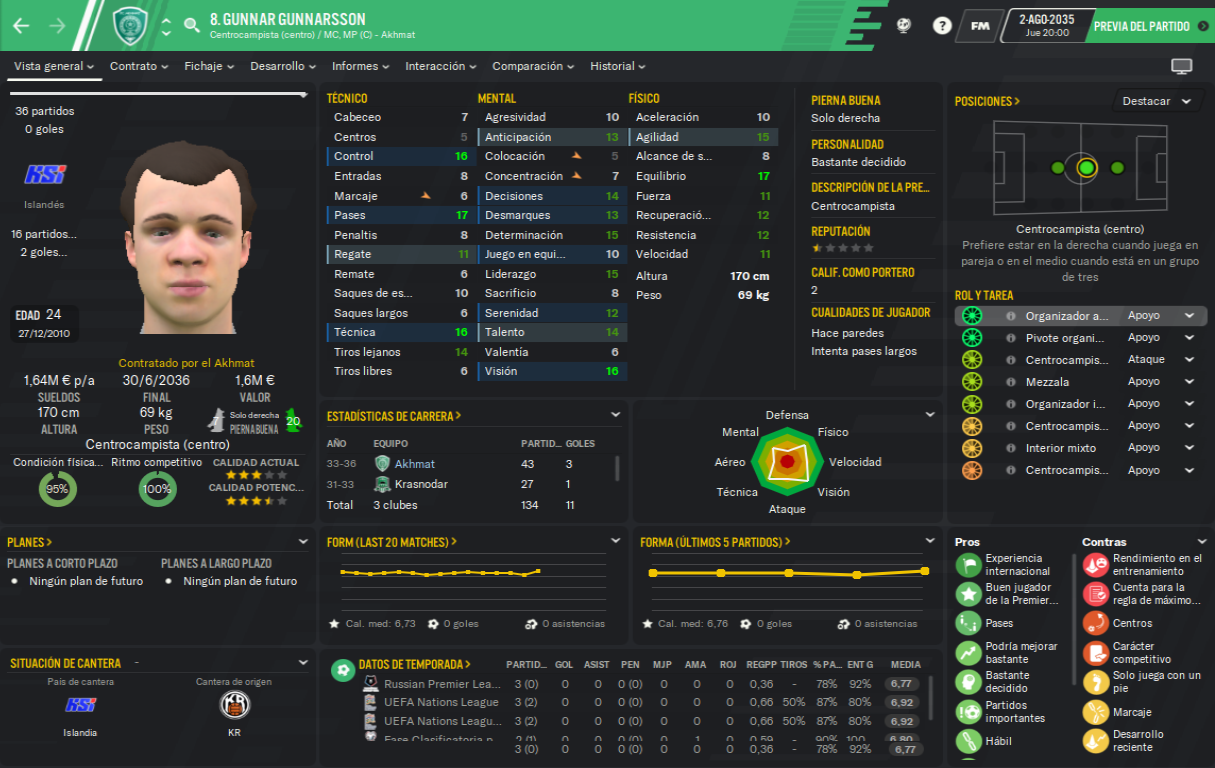 8. GUNNAR GUNNARSSON
Centrocampista (centro) / MC, MP (C) - Akhmat
?
FM
2-AGO-2035
Jue 20:00
PREVIA DEL PARTIDO
Vista general
Contrato
Fichaje
Desarrollo
Informes
Interacción
Comparación
Historial
36 partidos
0 goles
KSí
Islandés
16 partidos...
2 goles...
EDAD 24
27/12/2010
Contratado por el Akhmat
1,64M € p/a
SUELDOS
30/6/2036
FINAL
1,6M €
VALOR
170 cm
ALTURA
69 kg
PESO
7
Solo derecha
PIERNA BUENA
20
Centrocampista (centro)
Condición física...
95%
Ritmo competitivo
100%
CALIDAD ACTUAL
CALIDAD POTENC...
TÉCNICO
Cabeceo 7
Centros 5
Control 16
Entradas 8
Marcaje 6
Pases 17
Penaltis 8
Regate 11
Remate 6
Saques de es... 10
Saques largos 6
Técnica 16
Tiros lejanos 14
Tiros libres 6
MENTAL
Agresividad 10
Anticipación 13
Colocación 5
Concentración 7
Decisiones 14
Desmarques 13
Determinación 15
Juego en equi... 10
Liderazgo 15
Sacrificio 8
Serenidad 12
Talento 14
Valentía 6
Visión 16
FÍSICO
Aceleración 10
Agilidad 15
Alcance de s... 8
Equilibrio 17
Fuerza 11
Recuperació... 12
Resistencia 12
Velocidad 11
Altura 170 cm
Peso 69 kg
PIERNA BUENA
Solo derecha
PERSONALIDAD
Bastante decidido
DESCRIPCIÓN DE LA PRE...
Centrocampista
REPUTACIÓN
CALIF. COMO PORTERO
2
CUALIDADES DE JUGADOR
Hace paredes
Intenta pases largos
POSICIONES
Destacar
Centrocampista (centro)
Prefiere estar en la derecha cuando juega en
pareja o en el medio cuando está en un grupo
de tres
ROL Y TAREA
Organizador a... Apoyo
Pivote organi... Apoyo
Centrocampis... Ataque
Mezzala Apoyo
Organizador i... Apoyo
Centrocampis... Apoyo
Interior mixto Apoyo
Centrocampis... Apoyo
ESTADÍSTICAS DE CARRERA
AÑO EQUIPO PARTID... GOLES
33-36 Akhmat 43 3
31-33 Krasnodar 27 1
Total 3 clubes 134 11
Defensa
Mental
Físico
Aéreo
Velocidad
Técnica
Visión
Ataque
PLANES
PLANES A CORTO PLAZO
Ningún plan de futuro
PLANES A LARGO PLAZO
Ningún plan de futuro
FORM (LAST 20 MATCHES)
Cal. med: 6,73
0 goles
0 asistencias
FORMA (ÚLTIMOS 5 PARTIDOS)
Cal. med: 6,76
0 goles
0 asistencias
Pros
Experiencia
internacional
Buen jugador
de la Premier...
Pases
Podría mejorar
bastante
Bastante
decidido
Partidos
importantes
Hábil
Contras
Rendimiento en el
entrenamiento
Cuenta para la
regla de máximo...
Centros
Carácter
competitivo
Solo juega con un
pie
Marcaje
Desarrollo
reciente
SITUACIÓN DE CANTERA -
País de cantera
KSí
Islandia
Cantera de origen
KR
KR
DATOS DE TEMPORADA
PARTID... GOL ASIST PEN MJP AMA ROJ REGPP TIROS % PA... ENT G MEDIA
Russian Premier Lea... 3 (0) 0 0 0 (0) 0 0 0 0,36 - 78% 92% 6,77
UEFA Nations League 3 (2) 0 0 0 (0) 0 0 0 0,66 50% 87% 80% 6,92
UEFA Nations Leagu... 3 (2) 0 0 0 (0) 0 0 0 0,66 50% 87% 80% 6,92
Fase Clasificatoria p... 2 (1) 0 0 0 (0) 0 1 0 0,59 - 90% 100... 6,80
3 (0) 0 0 0 (0) 0 0 0 0,36 - 78% 92% 6,77